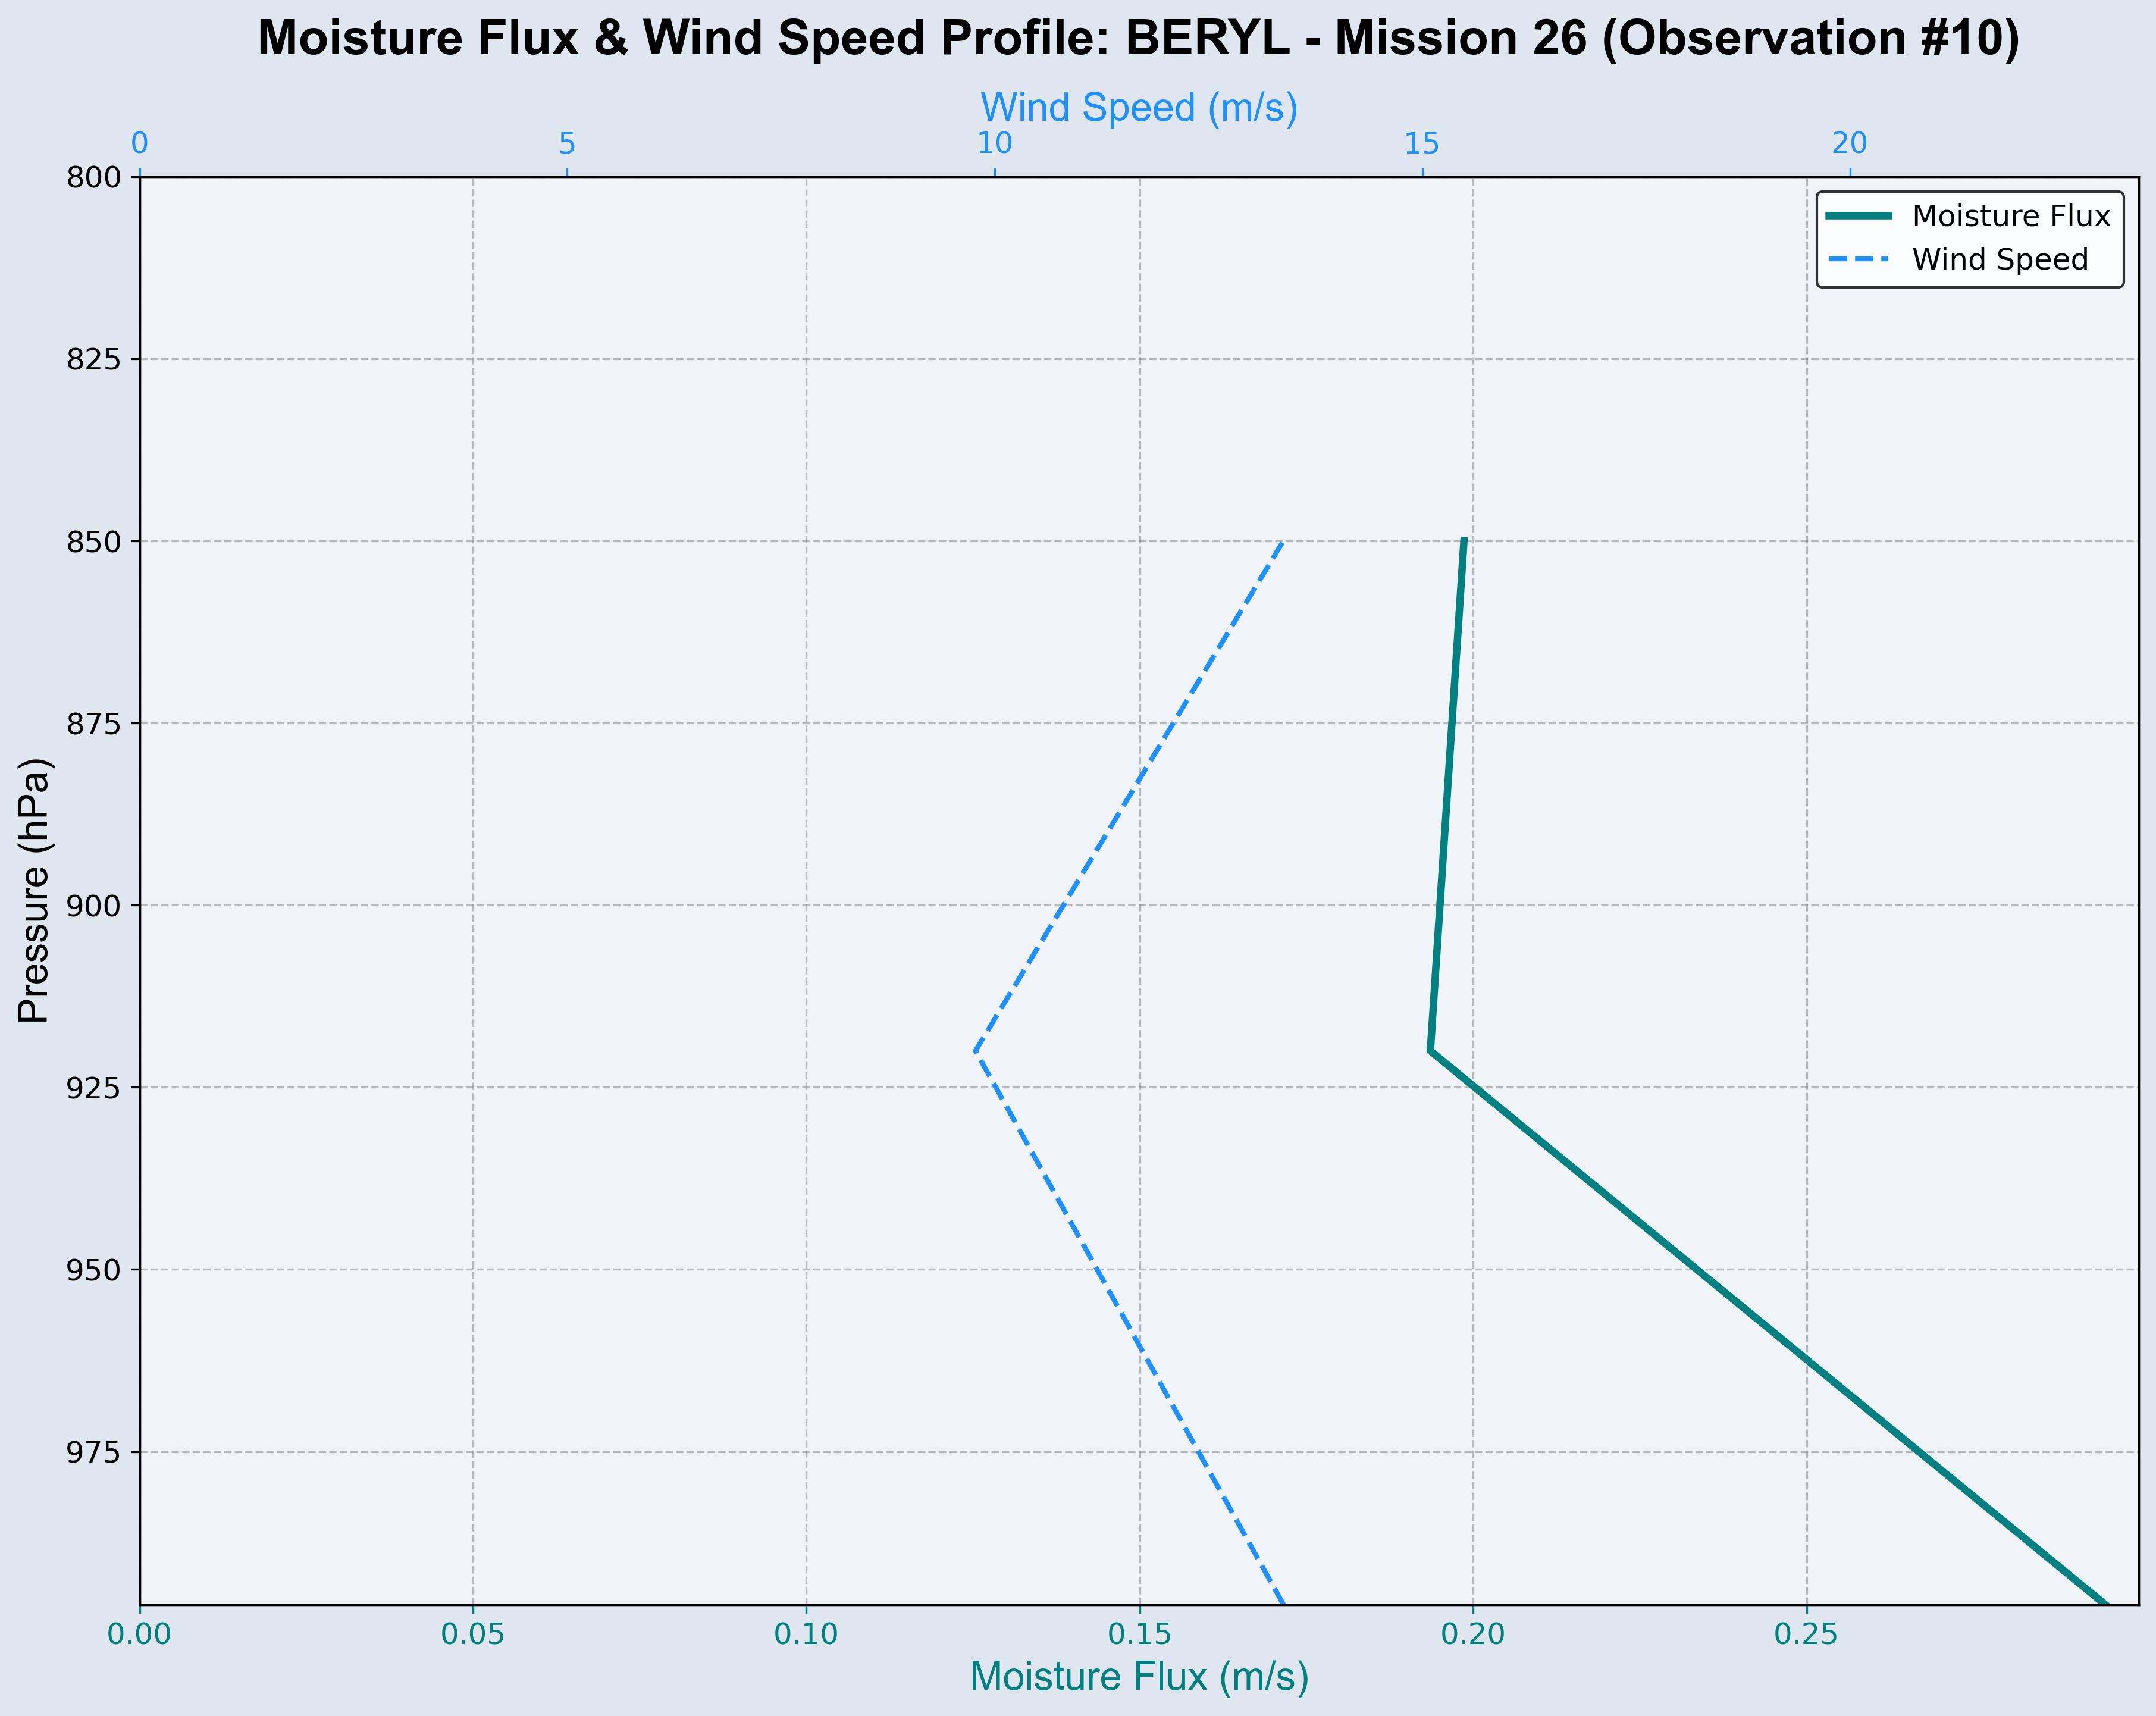 Moisture Flux & Wind Speed Profile: BERYL - Mission 26 (Observation #10)
Wind Speed (m/s)
0 5 10 15 20
Moisture Flux
Wind Speed
Pressure (hPa)
800
825
850
875
900
925
950
975
0.00 0.05 0.10 0.15 0.20 0.25
Moisture Flux (m/s)